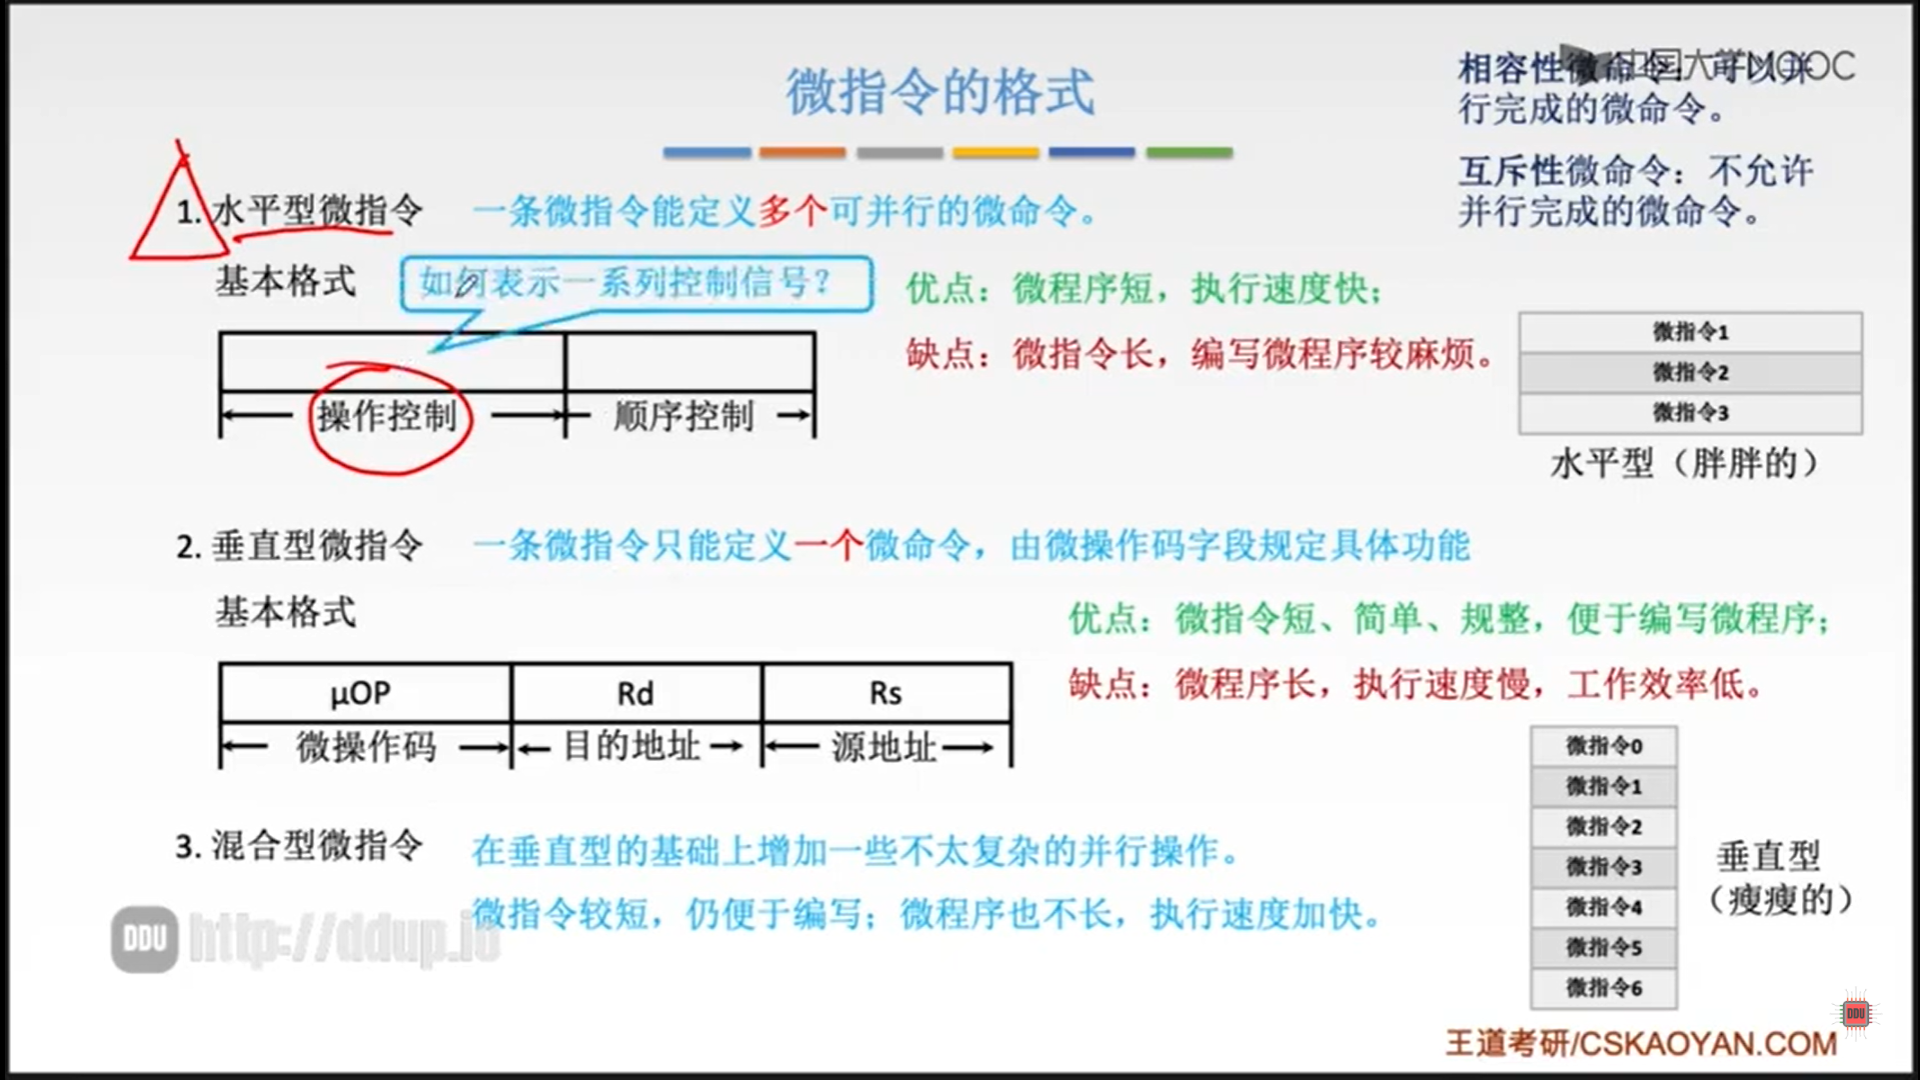 微指令的格式
中国大学MOOC
相容性微命令：可以并
行完成的微命令。
互斥性微命令：不允许
并行完成的微命令。
1. 水平型微指令 一条微指令能定义多个可并行的微命令。
基本格式 如何表示一系列控制信号？
优点：微程序短，执行速度快；
缺点：微指令长，编写微程序较麻烦。
操作控制 顺序控制
微指令1
微指令2
微指令3
水平型（胖胖的）
2. 垂直型微指令 一条微指令只能定义一个微命令，由微操作码字段规定具体功能
基本格式
优点：微指令短、简单、规整，便于编写微程序；
缺点：微程序长，执行速度慢，工作效率低。
μOP Rd Rs
微操作码 目的地址 源地址
微指令0
微指令1
微指令2
微指令3
微指令4
微指令5
微指令6
垂直型
（瘦瘦的）
3. 混合型微指令 在垂直型的基础上增加一些不太复杂的并行操作。
微指令较短，仍便于编写；微程序也不长，执行速度加快。
DDU http://ddup.io
DDU
王道考研/CSKAOYAN.COM